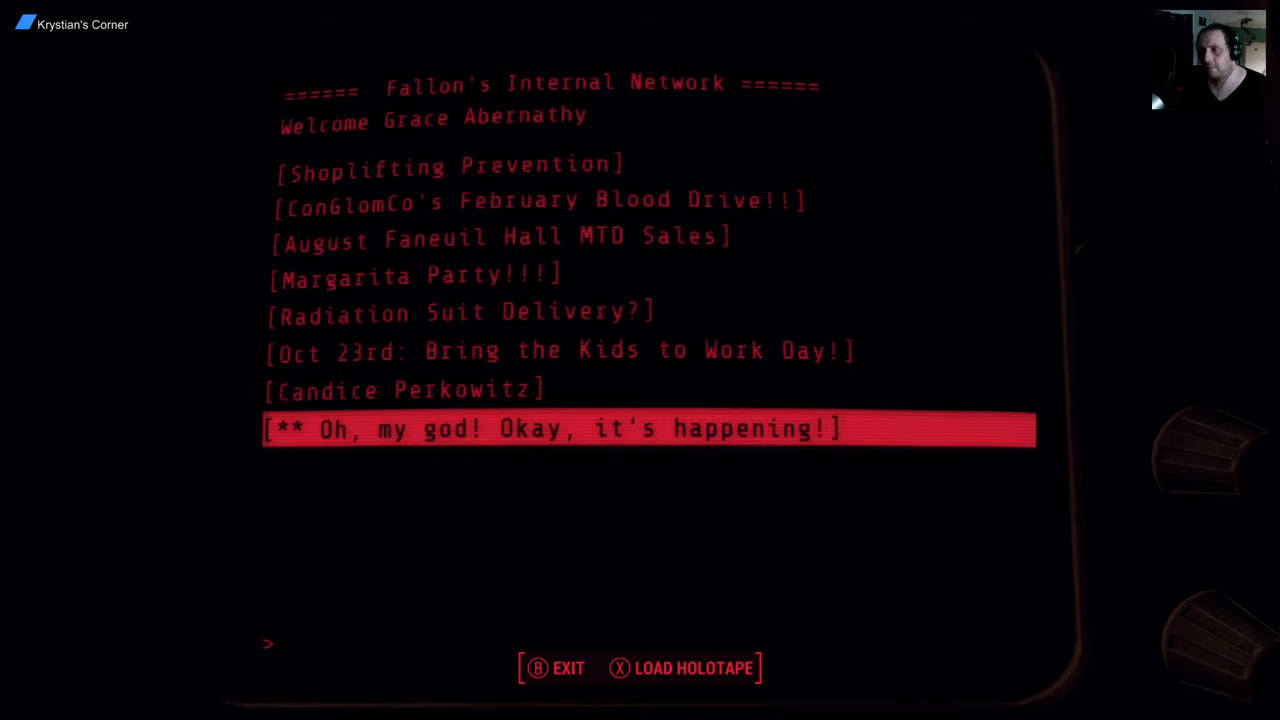 Krystian's Corner
====== Fallon's Internal Network ======
Welcome Grace Abernathy
[Shoplifting Prevention]
[ConGlomCo's February Blood Drive!!]
[August Faneuil Hall MTD Sales]
[Margarita Party!!!]
[Radiation Suit Delivery?]
[Oct 23rd: Bring the Kids to Work Day!]
[Candice Perkowitz]
[** Oh, my god! Okay, it's happening!]
>
[Ⓑ EXIT Ⓧ LOAD HOLOTAPE]